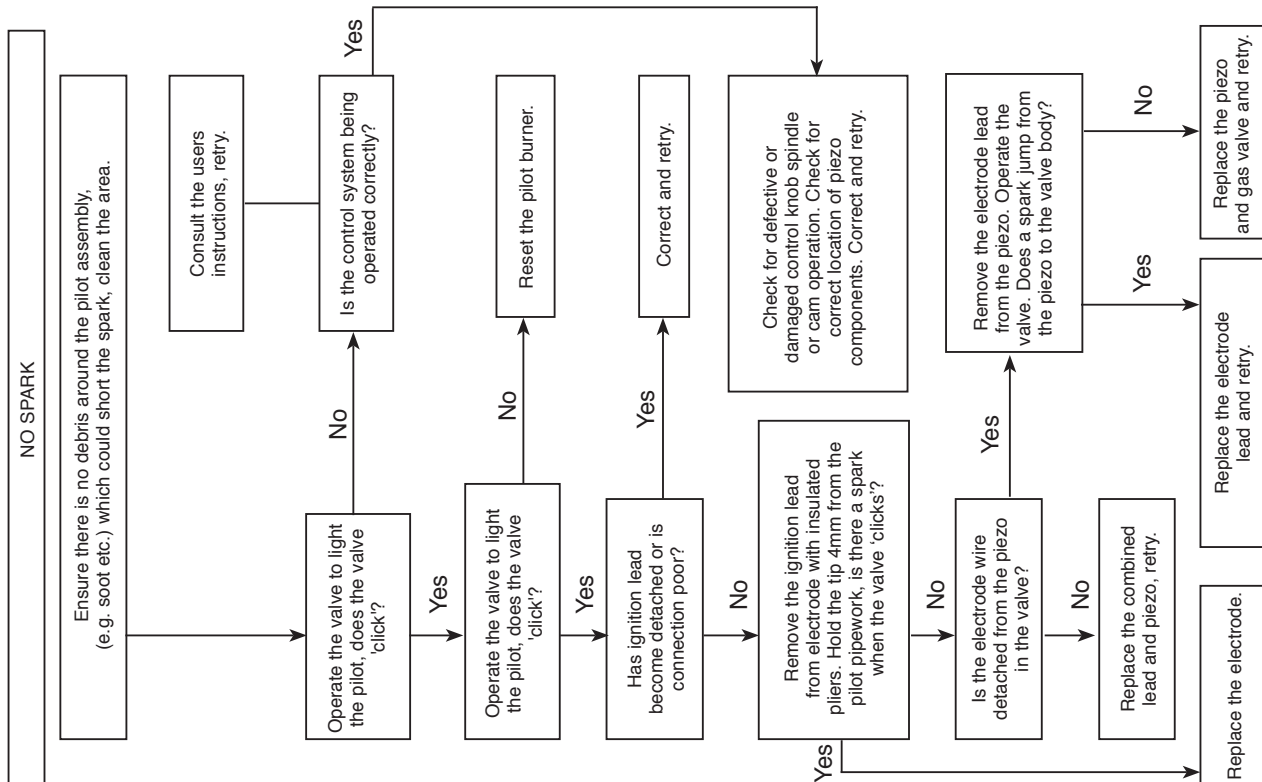 NO SPARK
Ensure there is no debris around the pilot assembly,
(e.g. soot etc.) which could short the spark, clean the area.
Consult the users
instructions, retry.
Operate the valve to light
the pilot, does the valve
'click'?
No
Is the control system being
operated correctly?
Yes
Yes
Operate the valve to light
the pilot, does the valve
'click'?
No
Reset the pilot burner.
Yes
Has ignition lead
become detached or is
connection poor?
Yes
Correct and retry.
No
Check for defective or
damaged control knob spindle
or cam operation. Check for
correct location of piezo
components. Correct and retry.
Remove the ignition lead
from electrode with insulated
pliers. Hold the tip 4mm from the
pilot pipework, is there a spark
when the valve ‘clicks’?
Yes
No
Is the electrode wire
detached from the piezo
in the valve?
Yes
Remove the electrode lead
from the piezo. Operate the
valve. Does a spark jump from
the piezo to the valve body?
No
Yes
No
Replace the combined
lead and piezo, retry.
Replace the electrode.
Replace the electrode
lead and retry.
Replace the piezo
and gas valve and retry.